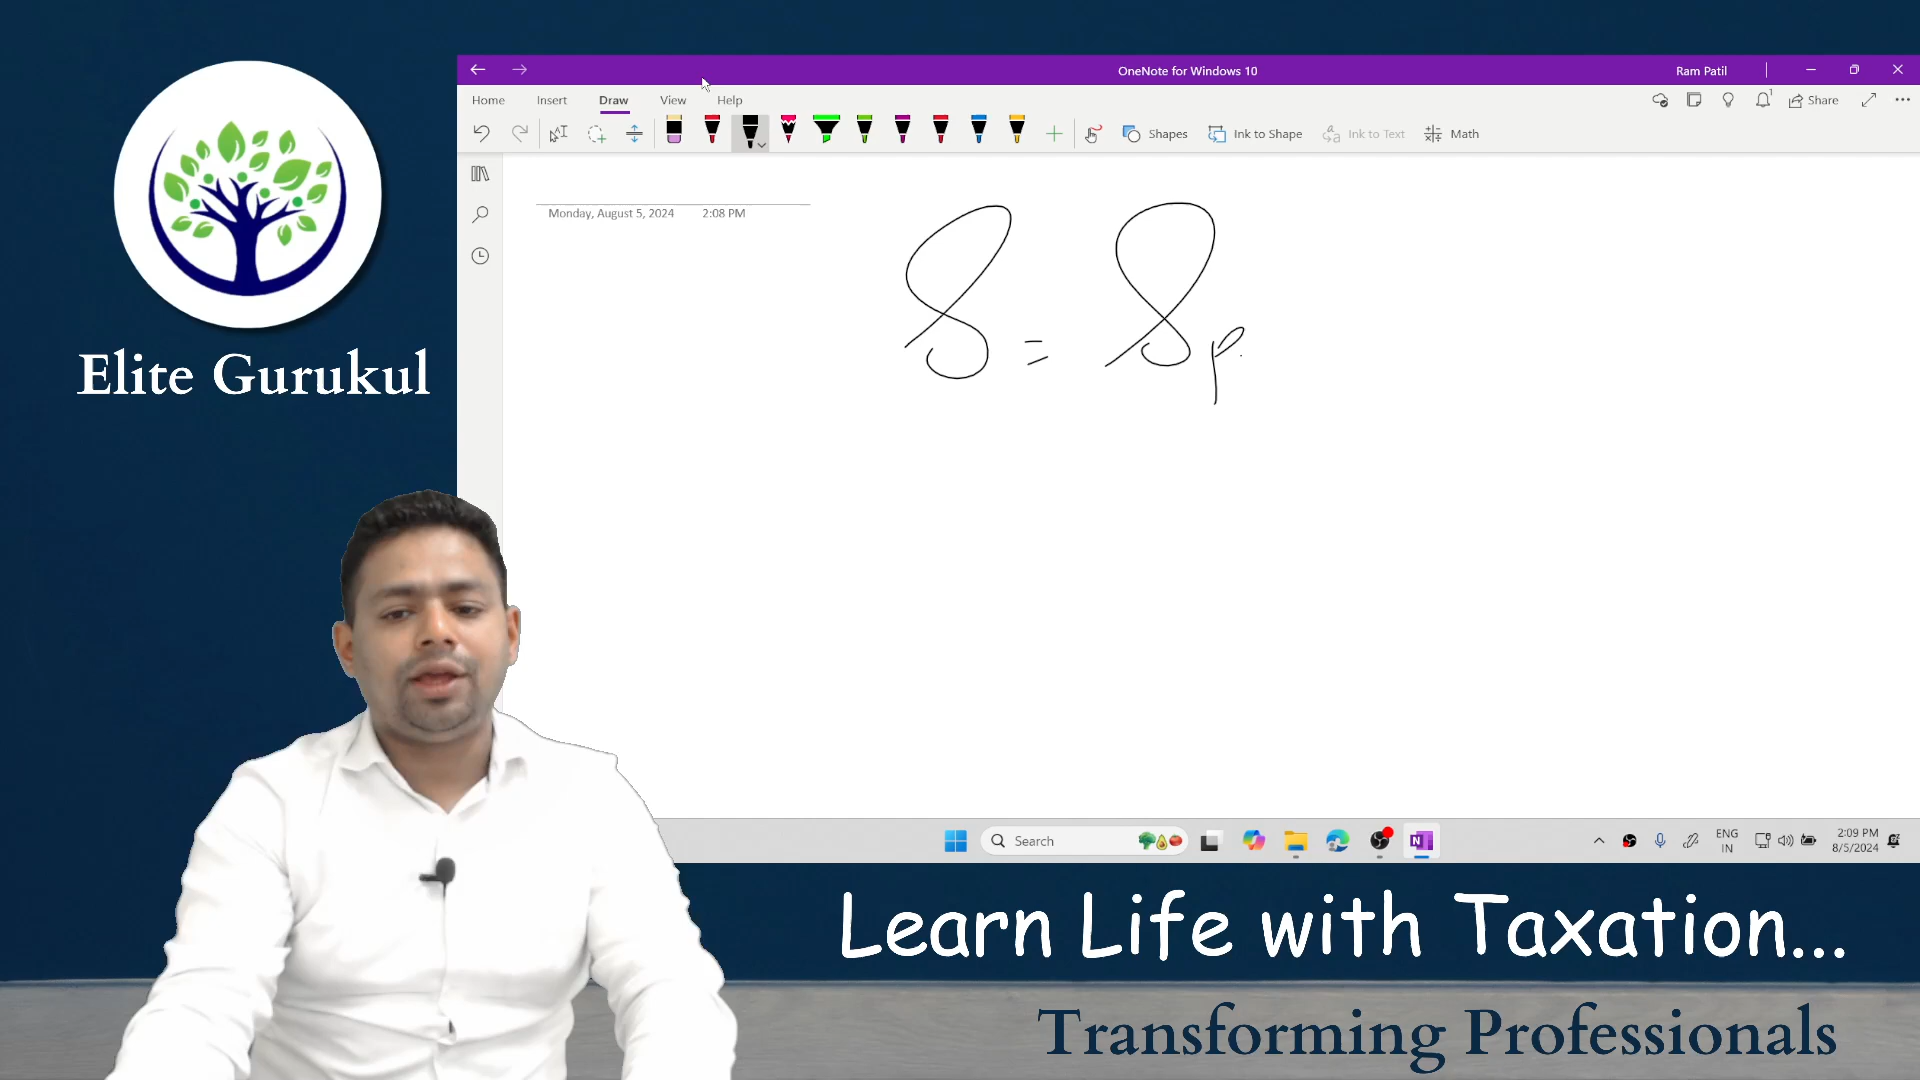 OneNote for Windows 10
Ram Patil
Home Insert Draw View Help
Share
Shapes Ink to Shape Ink to Text Math
Monday, August 5, 2024 2:08 PM
S = Sp
Elite Gurukul
Search
ENG
IN
2:09 PM
8/5/2024
Learn Life with Taxation...
Transforming Professionals